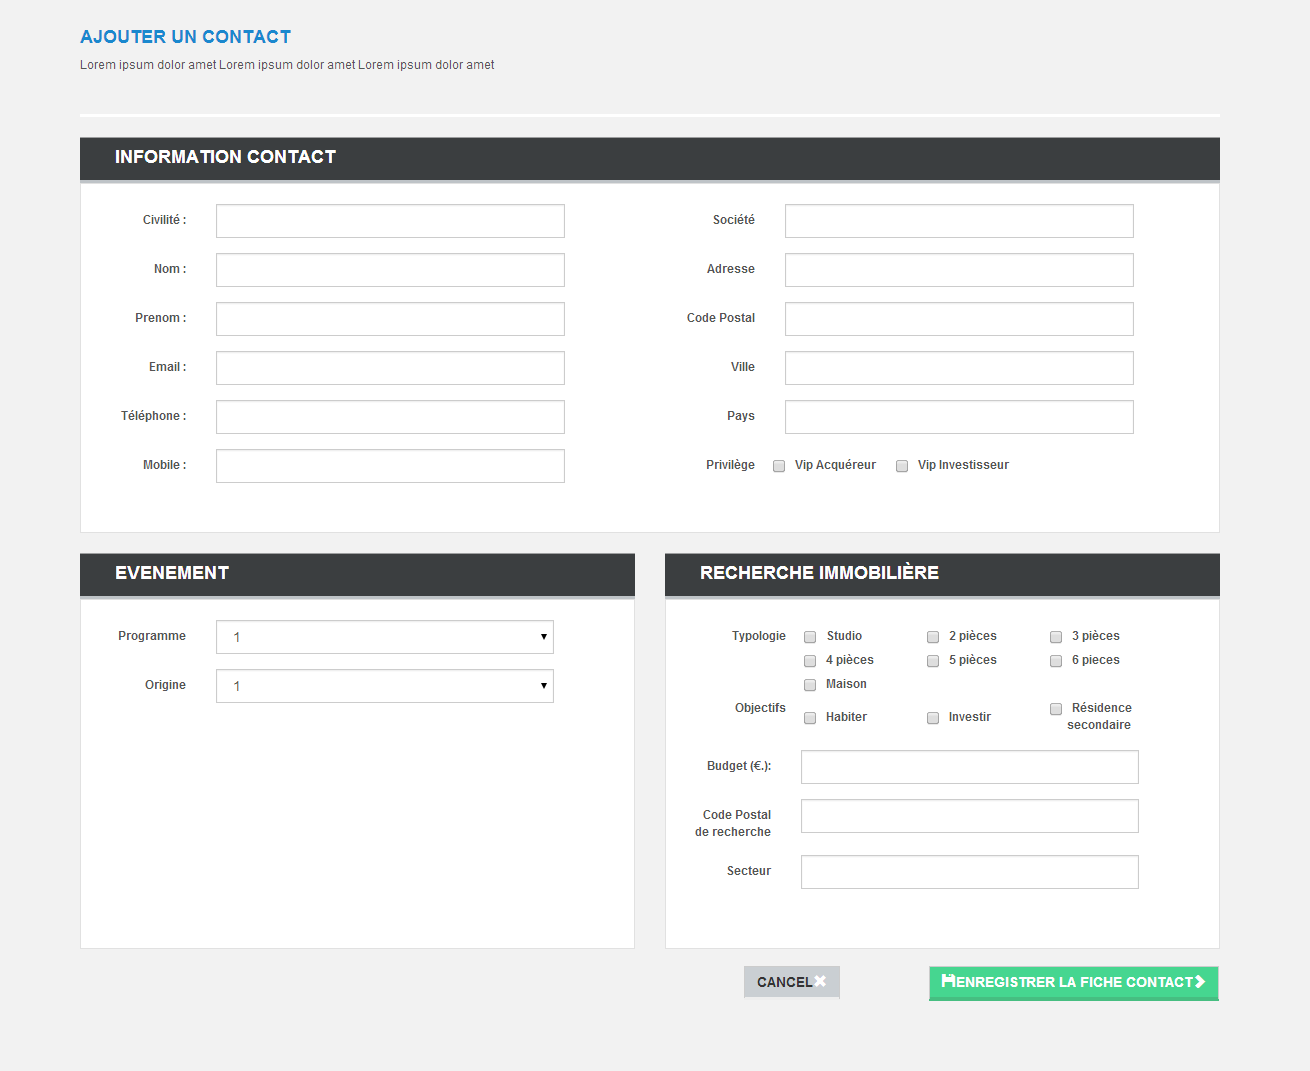 AJOUTER UN CONTACT
Lorem ipsum dolor amet Lorem ipsum dolor amet Lorem ipsum dolor amet
INFORMATION CONTACT
Civilité :
Nom :
Prenom :
Email :
Téléphone :
Mobile :
Société
Adresse
Code Postal
Ville
Pays
Privilège Vip Acquéreur Vip Investisseur
EVENEMENT
Programme 1
Origine 1
RECHERCHE IMMOBILIÈRE
Typologie Studio 2 pièces 3 pièces
4 pièces 5 pièces 6 pieces
Maison
Objectifs Habiter Investir Résidence
secondaire
Budget (€.):
Code Postal
de recherche
Secteur
CANCEL
ENREGISTRER LA FICHE CONTACT